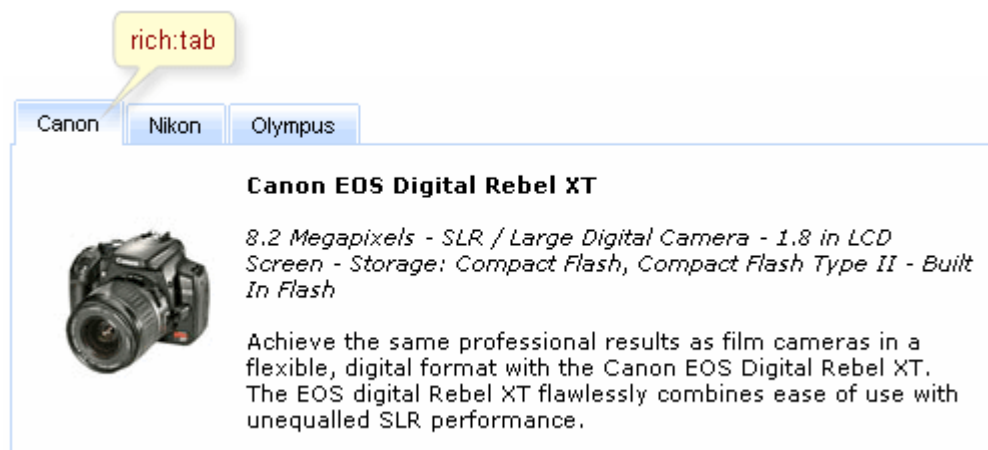 rich:tab
Canon Nikon Olympus
Canon EOS Digital Rebel XT
8.2 Megapixels - SLR / Large Digital Camera - 1.8 in LCD
Screen - Storage: Compact Flash, Compact Flash Type II - Built
In Flash
Achieve the same professional results as film cameras in a
flexible, digital format with the Canon EOS Digital Rebel XT.
The EOS digital Rebel XT flawlessly combines ease of use with
unequalled SLR performance.